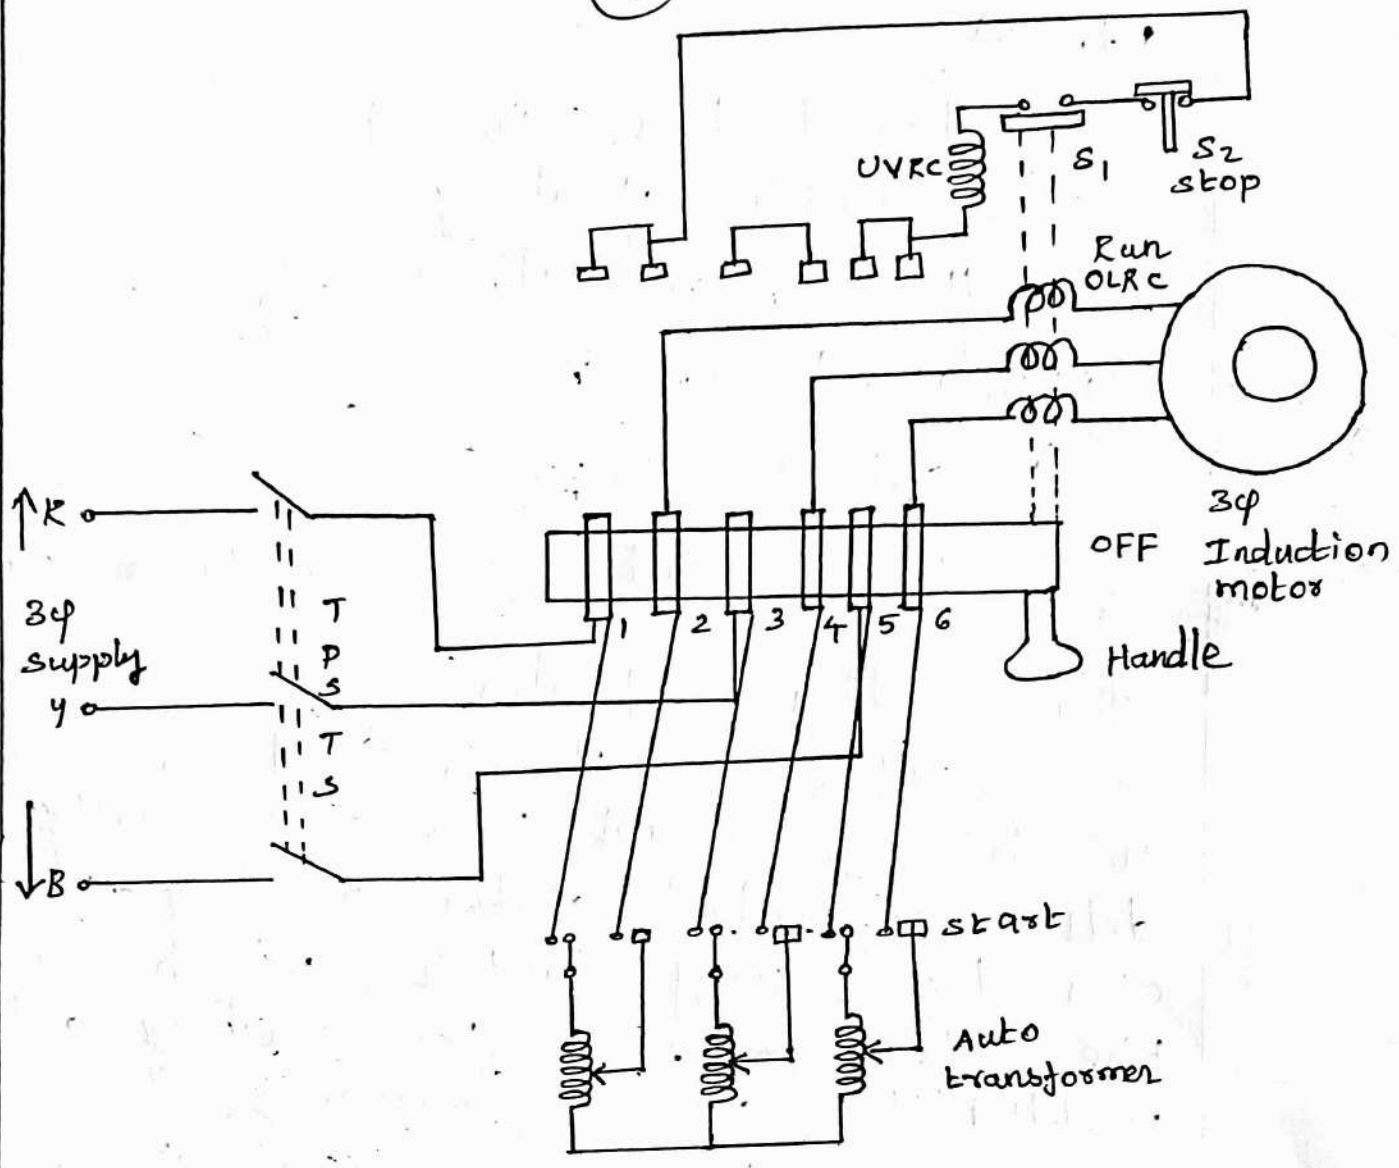 UVRC
S1
S2
stop
Run
OLRC
R
3φ
supply
Y
B
T
P
S
T
S
1 2 3 4 5 6
OFF
Handle
3φ
Induction
motor
start
Auto
transformer